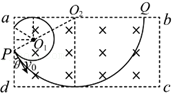 a O₂ Q b
O₁
P
θ v₀
d c